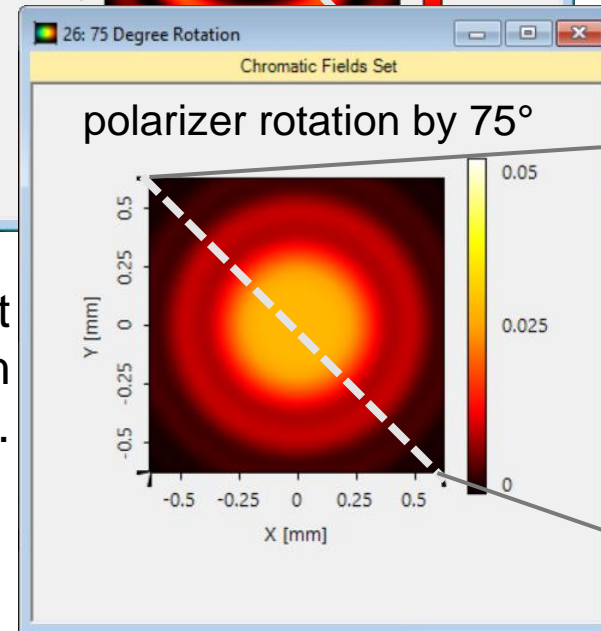 26: 75 Degree Rotation
Chromatic Fields Set
polarizer rotation by 75°
0.05
0.025
0
Y [mm]
0.5
0.25
0
-0.25
-0.5
-0.5 -0.25 0 0.25 0.5
X [mm]
t
n
.